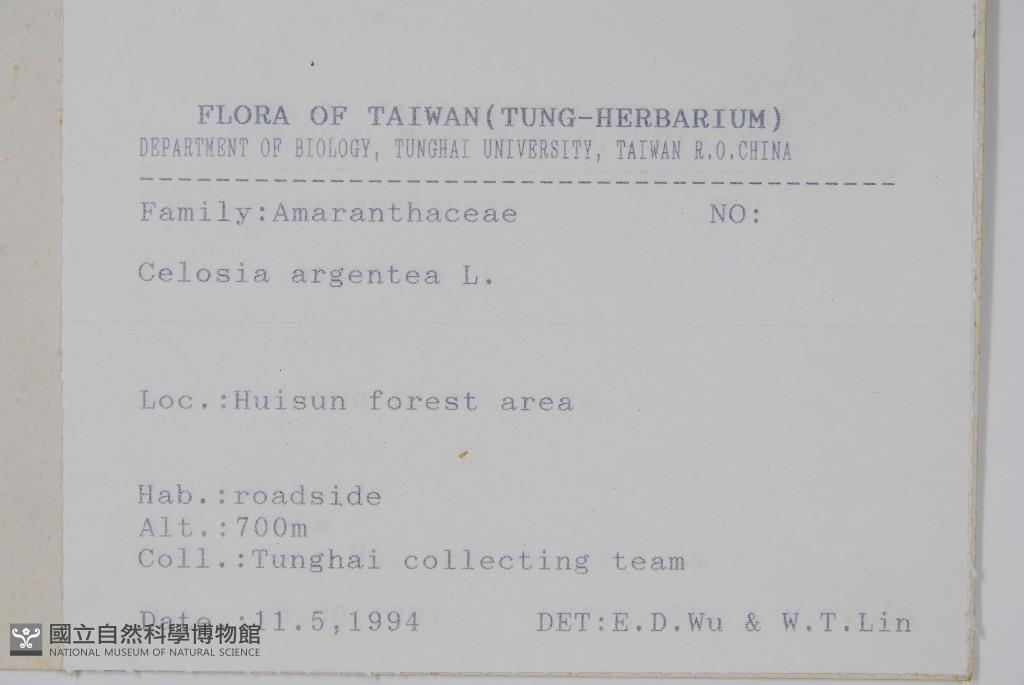 FLORA OF TAIWAN(TUNG-HERBARIUM)
DEPARTMENT OF BIOLOGY, TUNGHAI UNIVERSITY, TAIWAN R.O.CHINA
Family:Amaranthaceae NO:
Celosia argentea L.
Loc.:Huisun forest area
Hab.:roadside
Alt.:700m
Coll.:Tunghai collecting team
Date :11.5,1994 DET:E.D.Wu & W.T.Lin
國立自然科學博物館
NATIONAL MUSEUM OF NATURAL SCIENCE